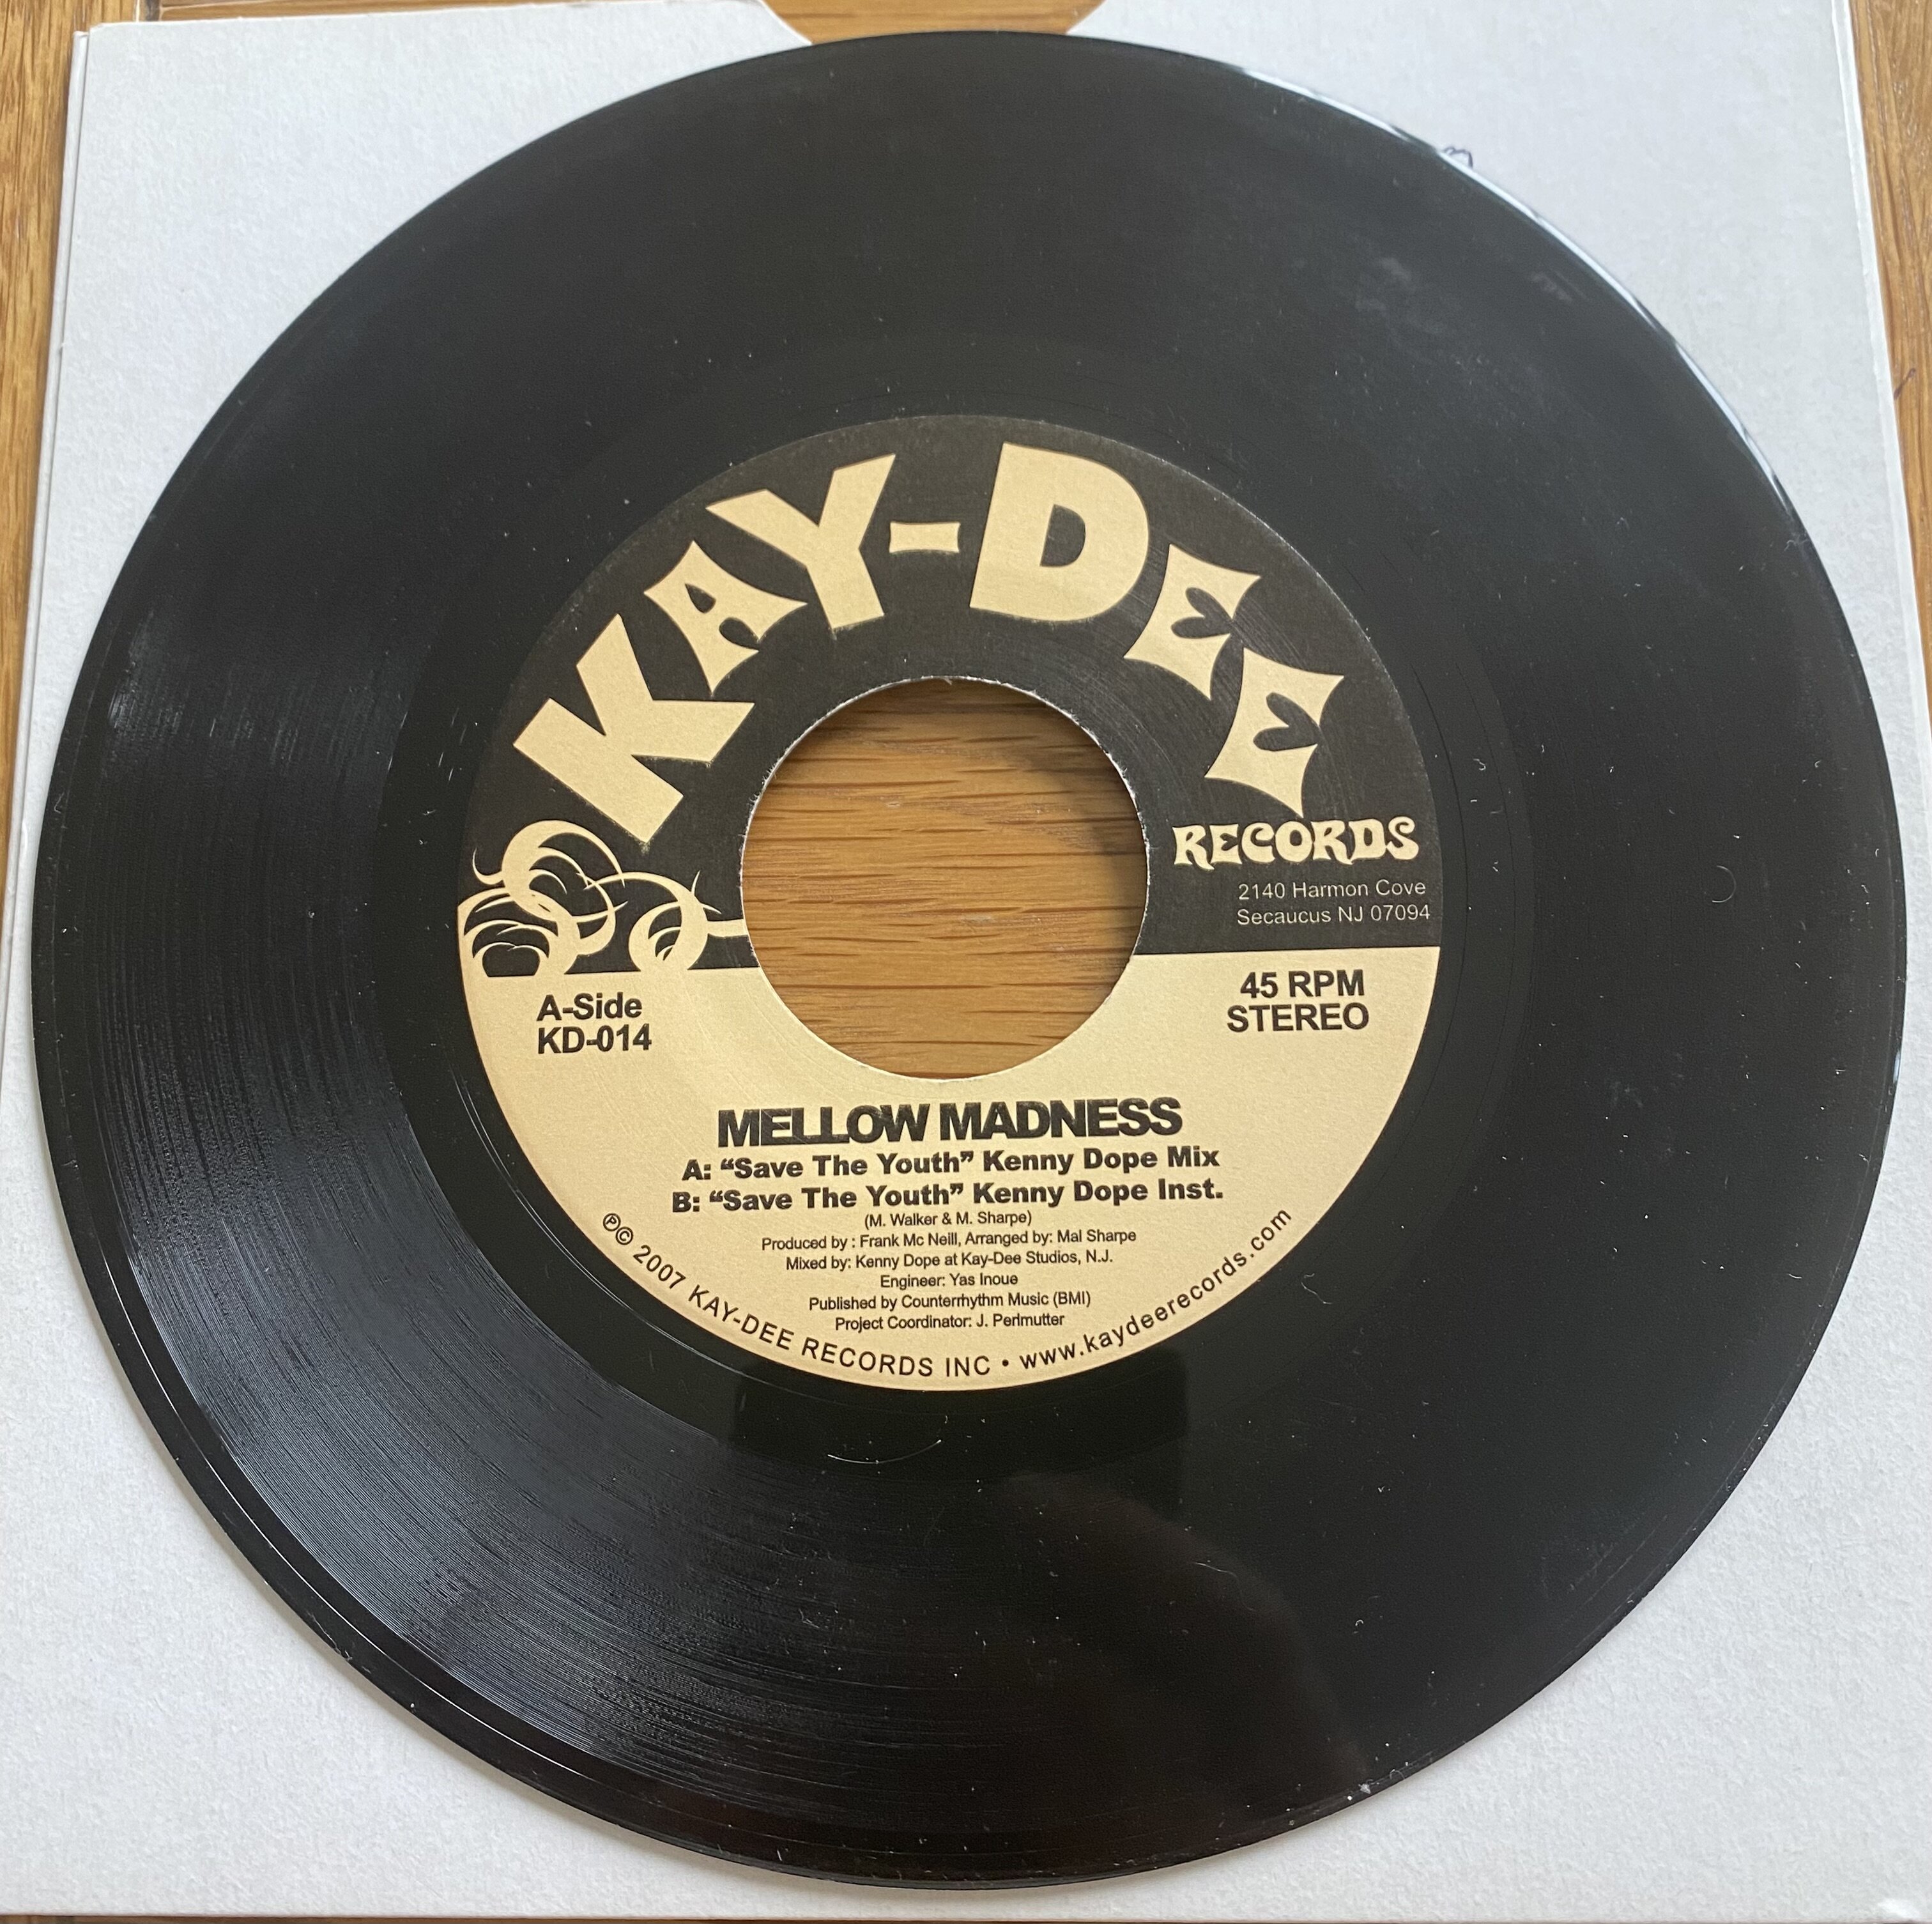 KAY-DEE
RECORDS
2140 Harmon Cove
Secaucus NJ 07094
A-Side
KD-014
45 RPM
STEREO
MELLOW MADNESS
A: “Save The Youth” Kenny Dope Mix
B: “Save The Youth” Kenny Dope Inst.
(M. Walker & M. Sharpe)
Produced by : Frank Mc Neill, Arranged by: Mal Sharpe
Mixed by: Kenny Dope at Kay-Dee Studios, N.J.
Engineer: Yas Inoue
Published by Counterrhythm Music (BMI)
Project Coordinator: J. Perlmutter
℗© 2007 KAY-DEE RECORDS INC • www.kaydeerecords.com